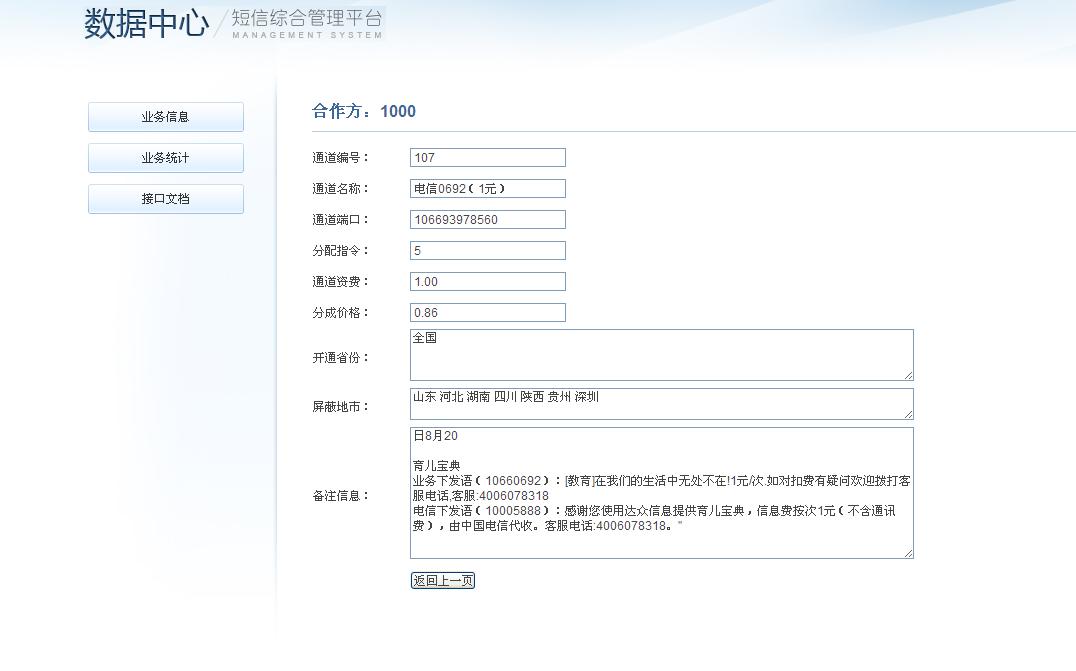 数据中心
短信综合管理平台
MANAGEMENT SYSTEM
业务信息
业务统计
接口文档
合作方：1000
通道编号： 107
通道名称： 电信0692（1元）
通道端口： 106693978560
分配指令： 5
通道资费： 1.00
分成价格： 0.86
开通省份： 全国
屏蔽地市： 山东 河北 湖南 四川 陕西 贵州 深圳
备注信息：
日8月20
育儿宝典
业务下发语（10660692）：[教育]在我们的生活中无处不在!1元/次,如对扣费有疑问欢迎拨打客
服电话,客服:4006078318
电信下发语（10005888）：感谢您使用达众信息提供育儿宝典，信息费按次1元（不含通讯
费），由中国电信代收。客服电话:4006078318。"
返回上一页